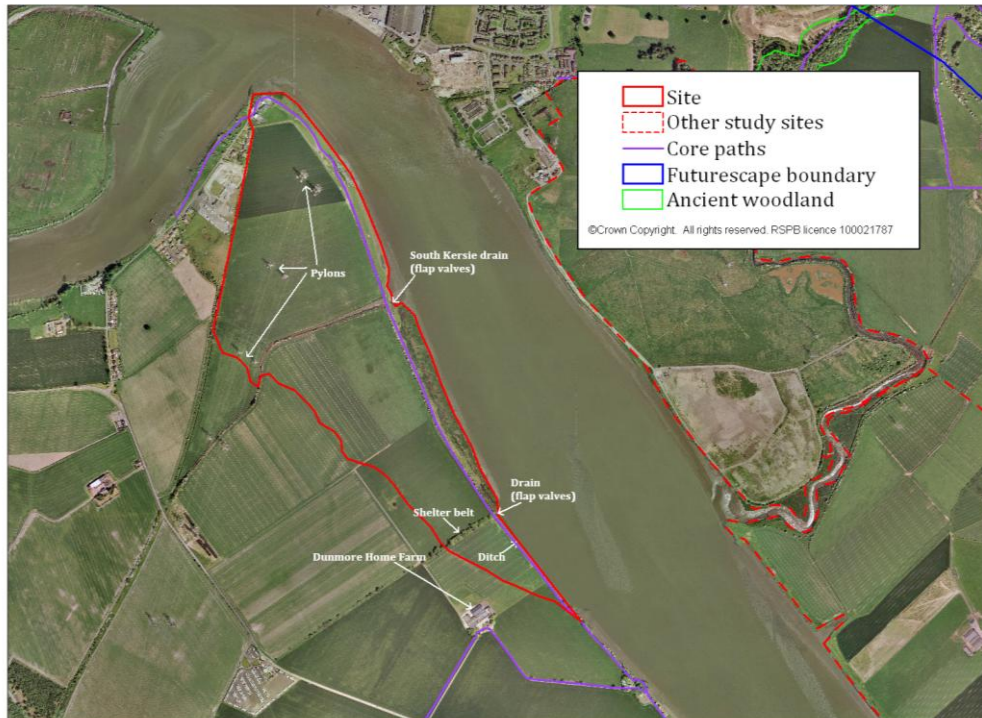 Site
Other study sites
Core paths
Futurescape boundary
Ancient woodland
©Crown Copyright. All rights reserved. RSPB licence 100021787
South Kersie drain
(flap valves)
Pylons
Drain
(flap valves)
Shelter belt
Ditch
Dunmore Home Farm